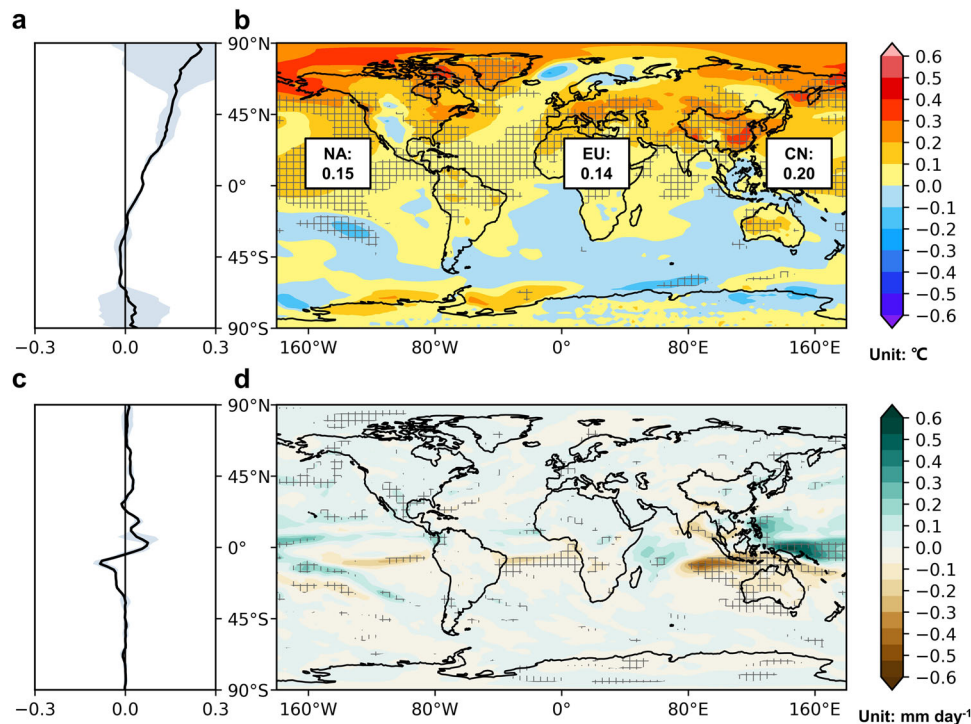 a
b
90°N
45°N
0°
45°S
90°S
−0.3
0.0
0.3
NA:
0.15
EU:
0.14
CN:
0.20
160°W
80°W
0°
80°E
160°E
0.6
0.5
0.4
0.3
0.2
0.1
0.0
−0.1
−0.2
−0.3
−0.4
−0.5
−0.6
Unit: ℃
c
d
90°N
45°N
0°
45°S
90°S
−0.3
0.0
0.3
160°W
80°W
0°
80°E
160°E
0.6
0.5
0.4
0.3
0.2
0.1
0.0
−0.1
−0.2
−0.3
−0.4
−0.5
−0.6
Unit: mm day⁻¹